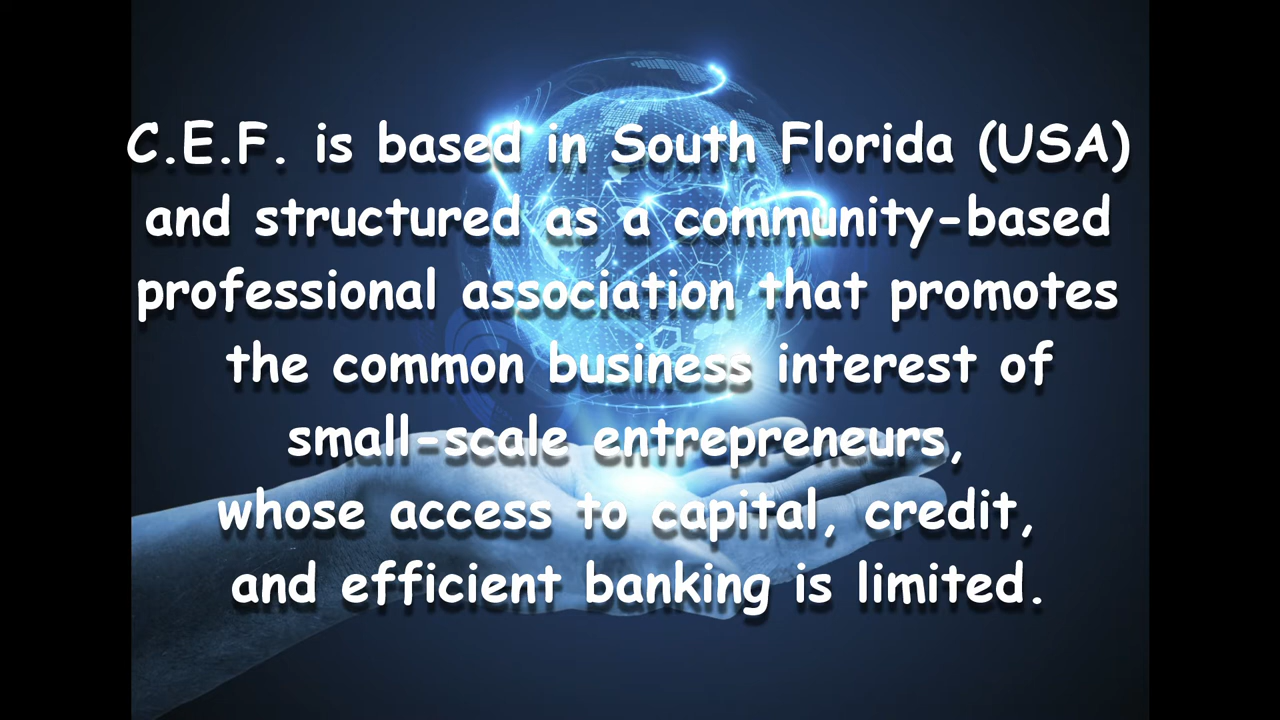 C.E.F. is based in South Florida (USA)
and structured as a community-based
professional association that promotes
the common business interest of
small-scale entrepreneurs,
whose access to capital, credit,
and efficient banking is limited.